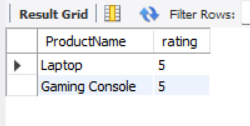 Result Grid Filter Rows:
ProductName rating
Laptop 5
Gaming Console 5